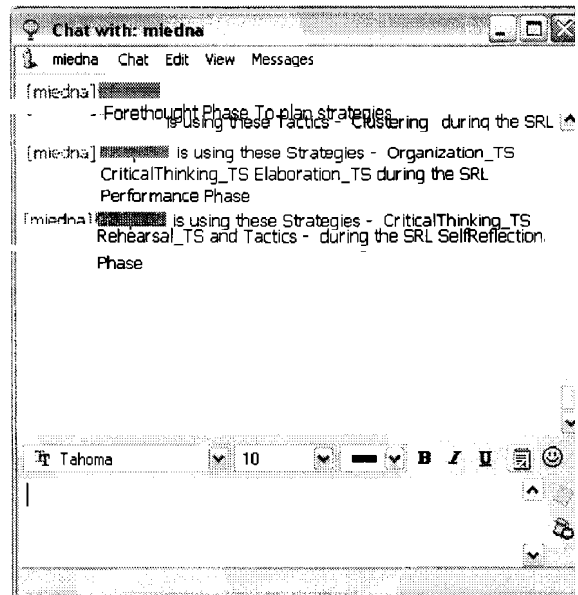 Chat with: miedna
miedna Chat Edit View Messages
[miedna]
Forethought Phase To plan strategies
is using these Tactics - Clustering during the SRL
[miedna] is using these Strategies - Organization_TS
CriticalThinking_TS Elaboration_TS during the SRL
Performance Phase
[miedna] is using these Strategies - CriticalThinking_TS
Rehearsal_TS and Tactics - during the SRL SelfReflection
Phase
Tahoma 10 B I U